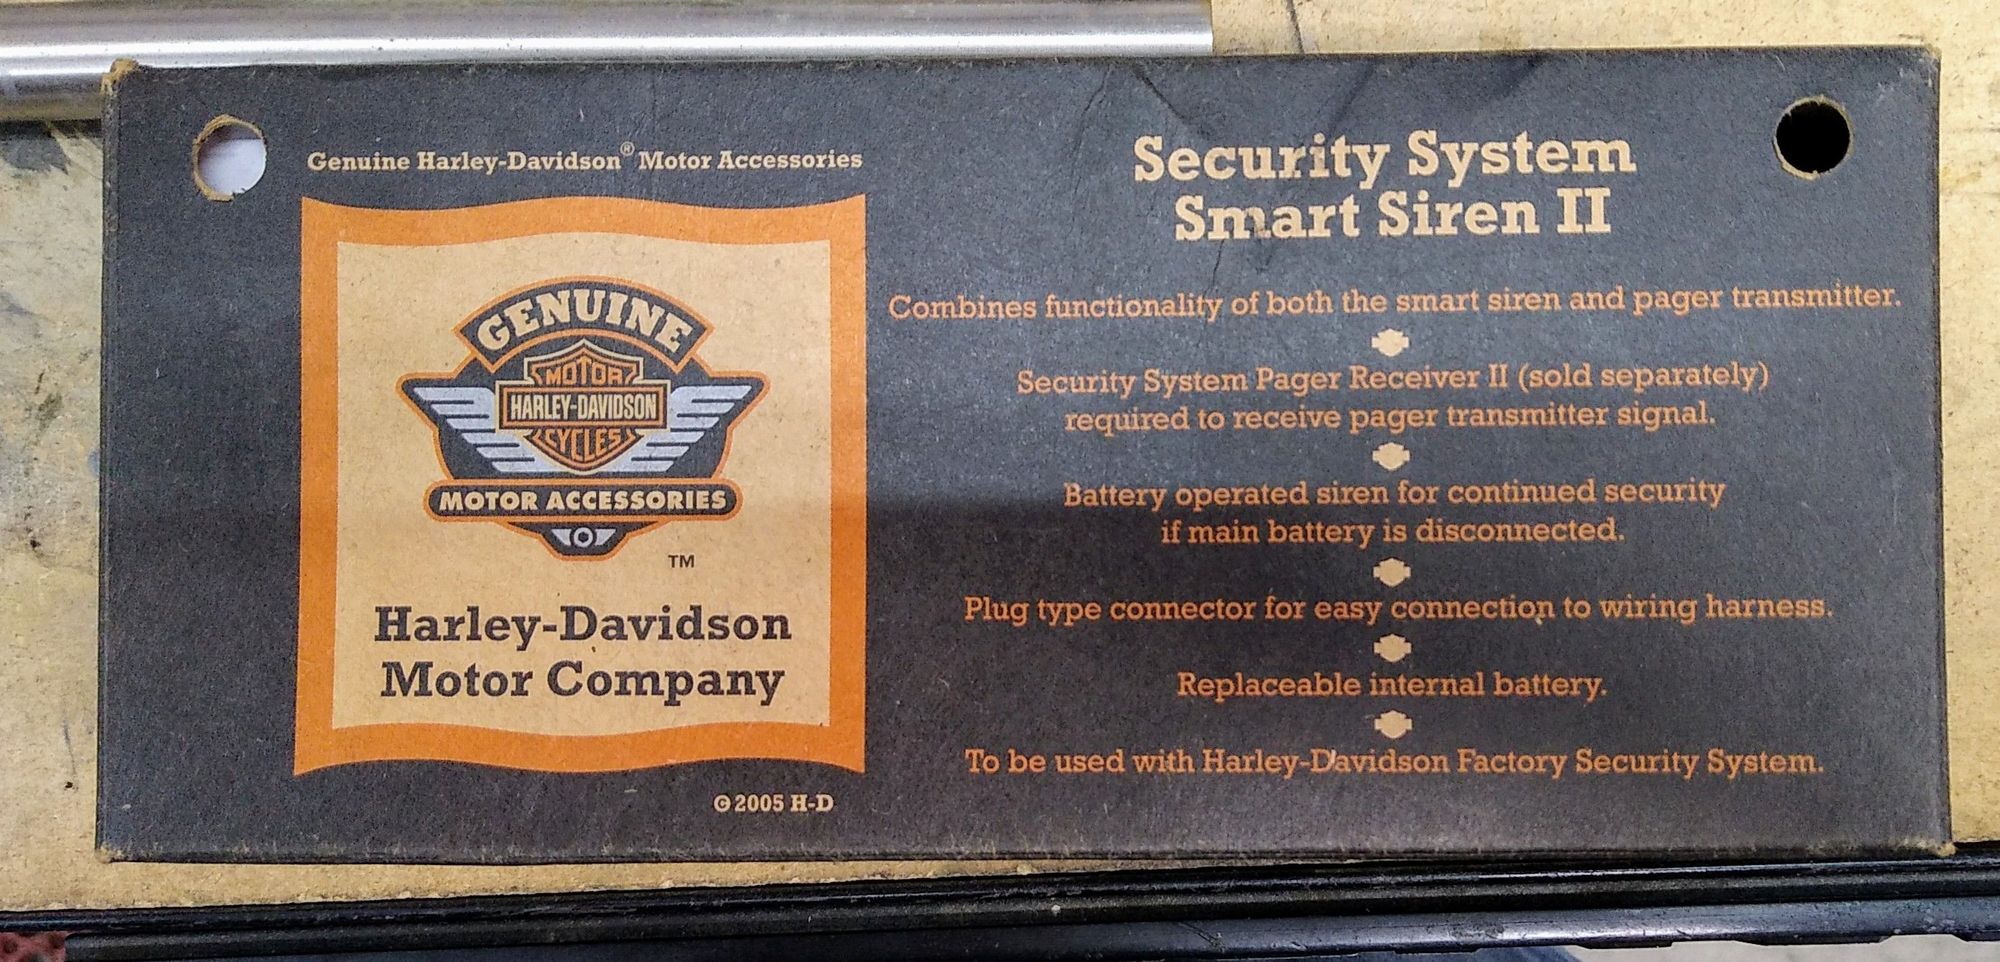 Genuine Harley-Davidson® Motor Accessories
GENUINE
MOTOR
HARLEY-DAVIDSON
CYCLES
MOTOR ACCESSORIES
TM
Harley-Davidson
Motor Company
©2005 H-D
Security System
Smart Siren II
Combines functionality of both the smart siren and pager transmitter.
Security System Pager Receiver II (sold separately)
required to receive pager transmitter signal.
Battery operated siren for continued security
if main battery is disconnected.
Plug type connector for easy connection to wiring harness.
Replaceable internal battery.
To be used with Harley-Davidson Factory Security System.